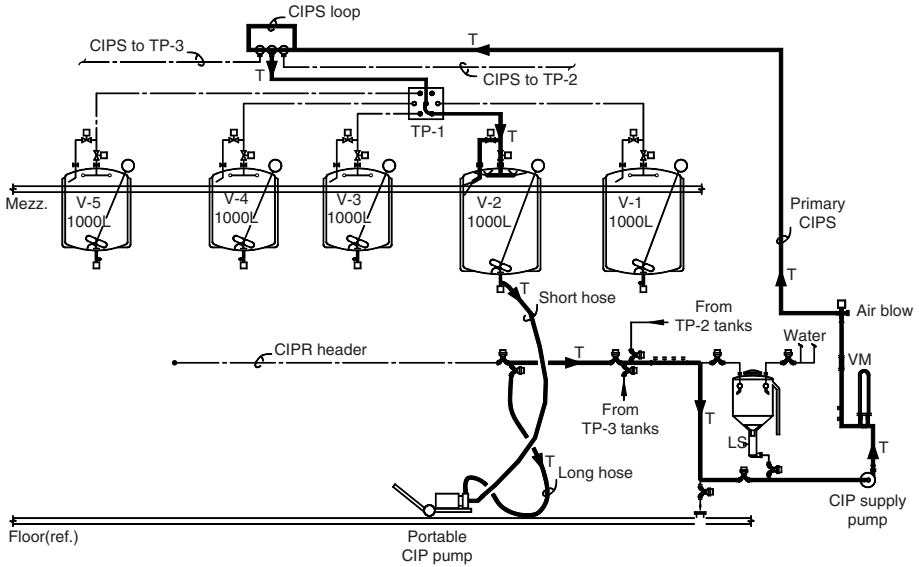 CIPS loop
CIPS to TP-3
T
T
CIPS to TP-2
TP-1
T
Mezz.
V-5
1000L
V-4
1000L
V-3
1000L
V-2
1000L
V-1
1000L
Primary
CIPS
T
T
Short hose
From
TP-2 tanks
Air blow
Water
CIPR header
T
VM
From
TP-3 tanks
T
LS
T
T
Long hose
CIP supply
pump
Floor(ref.)
Portable
CIP pump